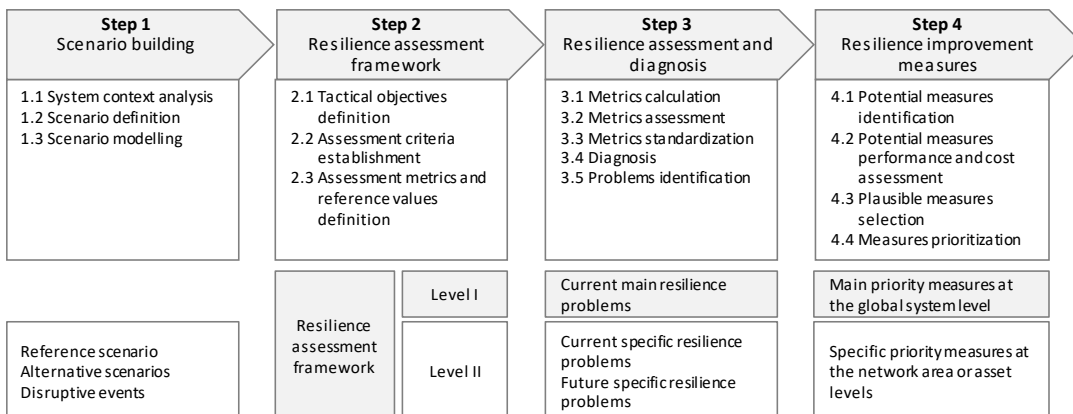 Step 1
Scenario building
Step 2
Resilience assessment
framework
Step 3
Resilience assessment and
diagnosis
Step 4
Resilience improvement
measures
1.1 System context analysis
1.2 Scenario definition
1.3 Scenario modelling
2.1 Tactical objectives
definition
2.2 Assessment criteria
establishment
2.3 Assessment metrics and
reference values
definition
3.1 Metrics calculation
3.2 Metrics assessment
3.3 Metrics standardization
3.4 Diagnosis
3.5 Problems identification
4.1 Potential measures
identification
4.2 Potential measures
performance and cost
assessment
4.3 Plausible measures
selection
4.4 Measures prioritization
Reference scenario
Alternative scenarios
Disruptive events
Resilience
assessment
framework
Level I
Level II
Current main resilience
problems
Current specific resilience
problems
Future specific resilience
problems
Main priority measures at
the global system level
Specific priority measures at
the network area or asset
levels